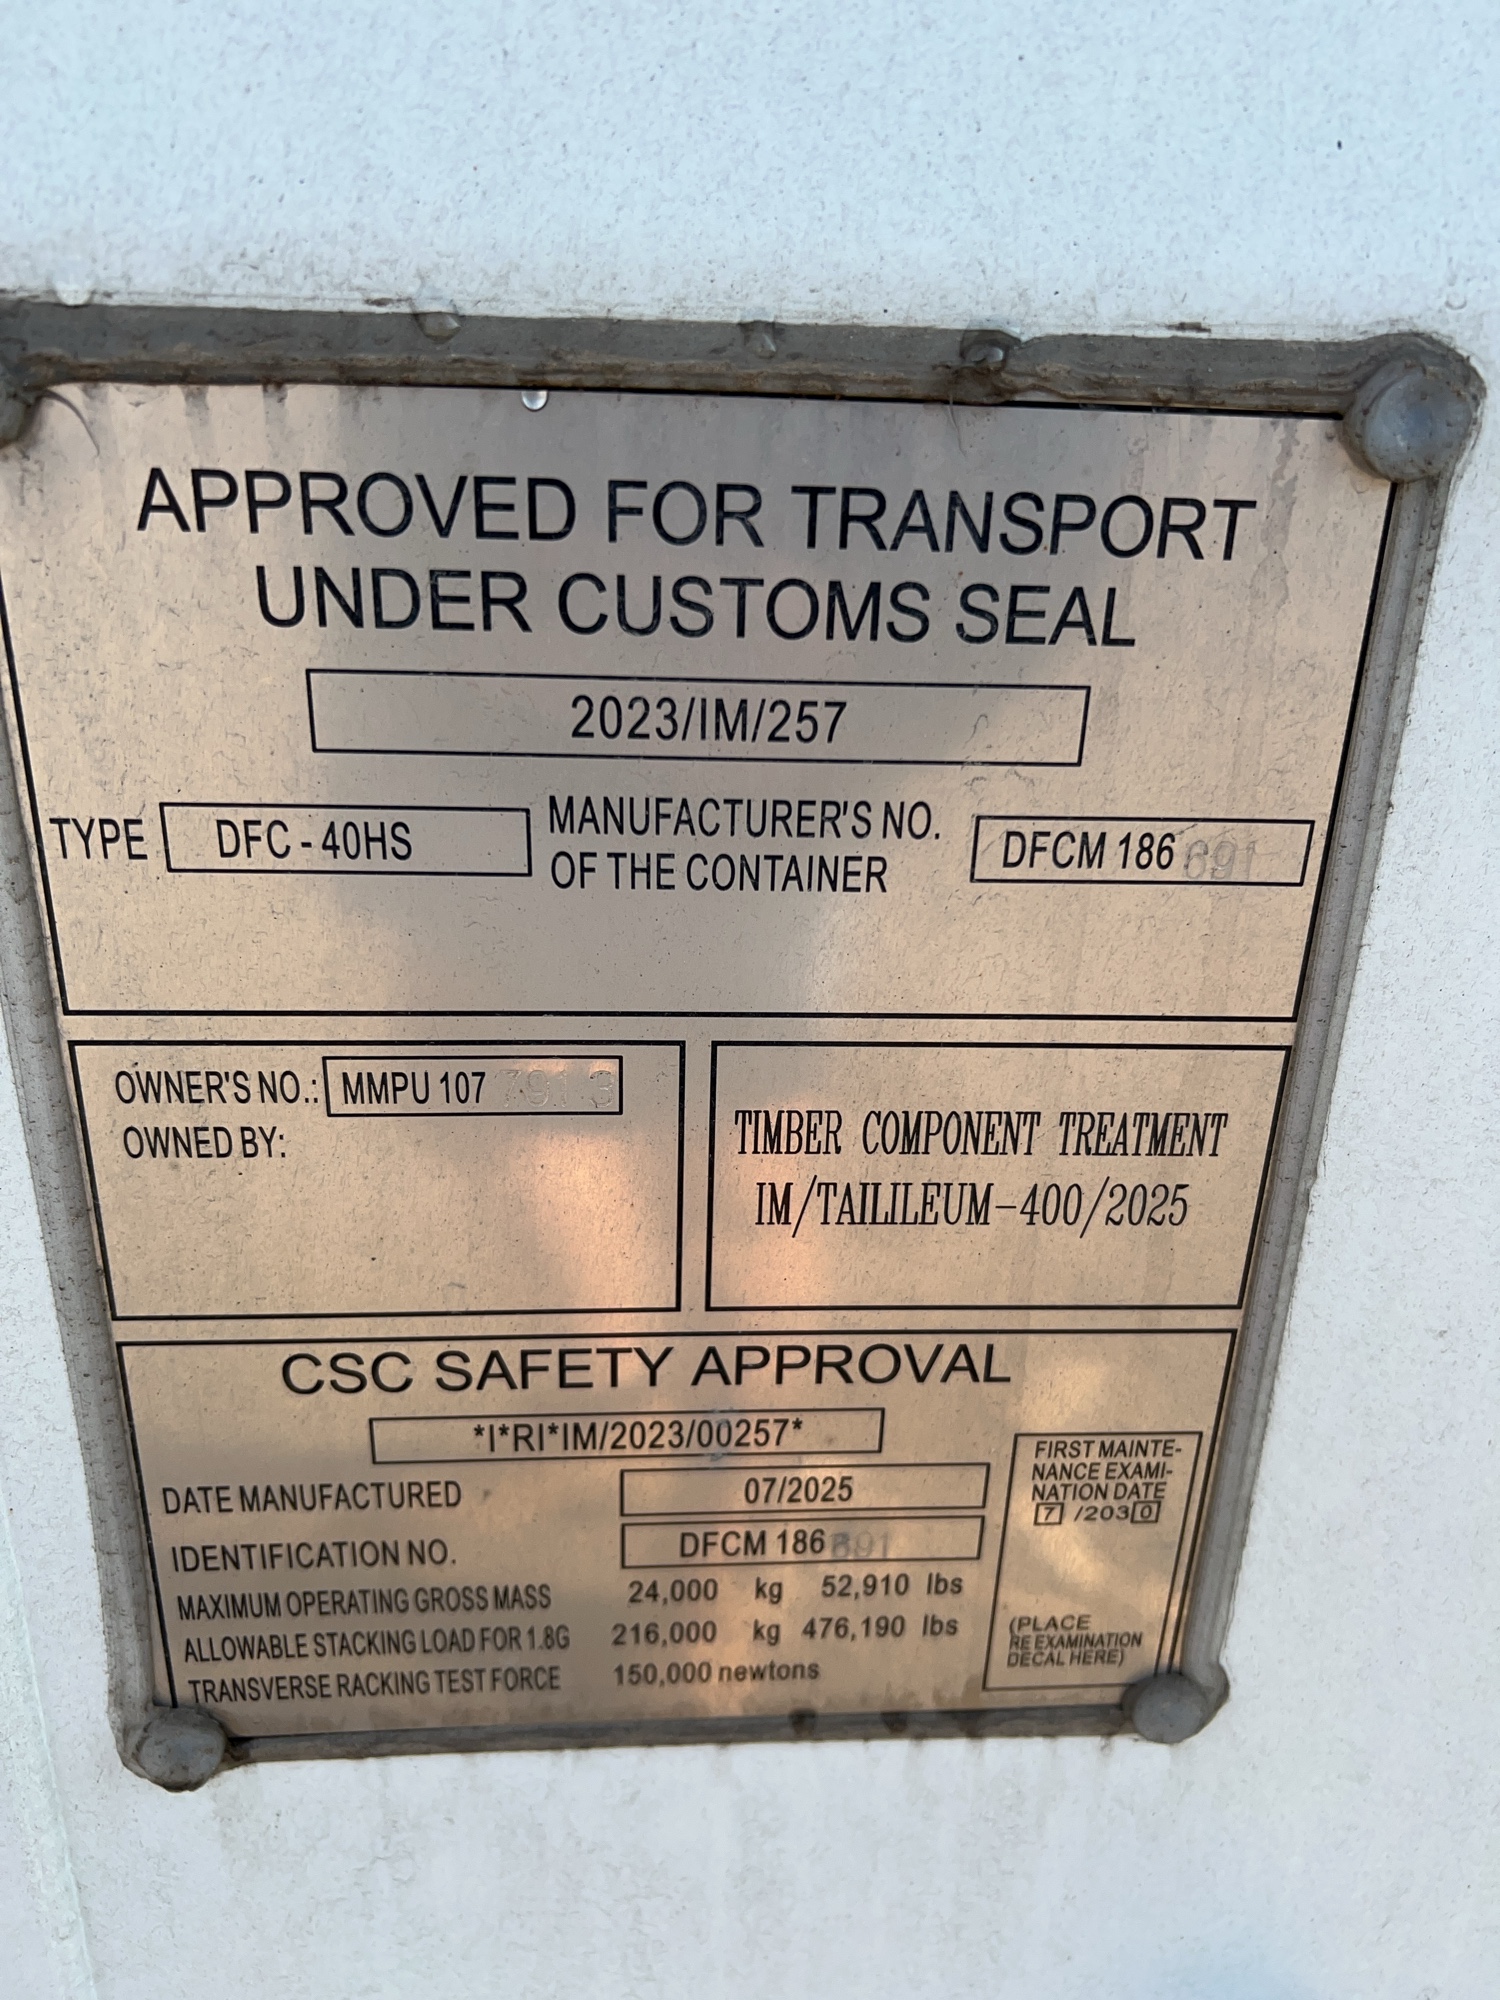 APPROVED FOR TRANSPORT
UNDER CUSTOMS SEAL
2023/IM/257
TYPE DFC - 40HS
MANUFACTURER'S NO.
OF THE CONTAINER
DFCM 186 691
OWNER'S NO.: MMPU 107 791 3
OWNED BY:
TIMBER COMPONENT TREATMENT
IM/TAILILEUM-400/2025
CSC SAFETY APPROVAL
*I*RI*IM/2023/00257*
DATE MANUFACTURED 07/2025
IDENTIFICATION NO. DFCM 186 691
MAXIMUM OPERATING GROSS MASS 24,000 kg 52,910 lbs
ALLOWABLE STACKING LOAD FOR 1.8G 216,000 kg 476,190 lbs
TRANSVERSE RACKING TEST FORCE 150,000 newtons
FIRST MAINTE-
NANCE EXAMI-
NATION DATE
7 /2030
(PLACE
RE EXAMINATION
DECAL HERE)